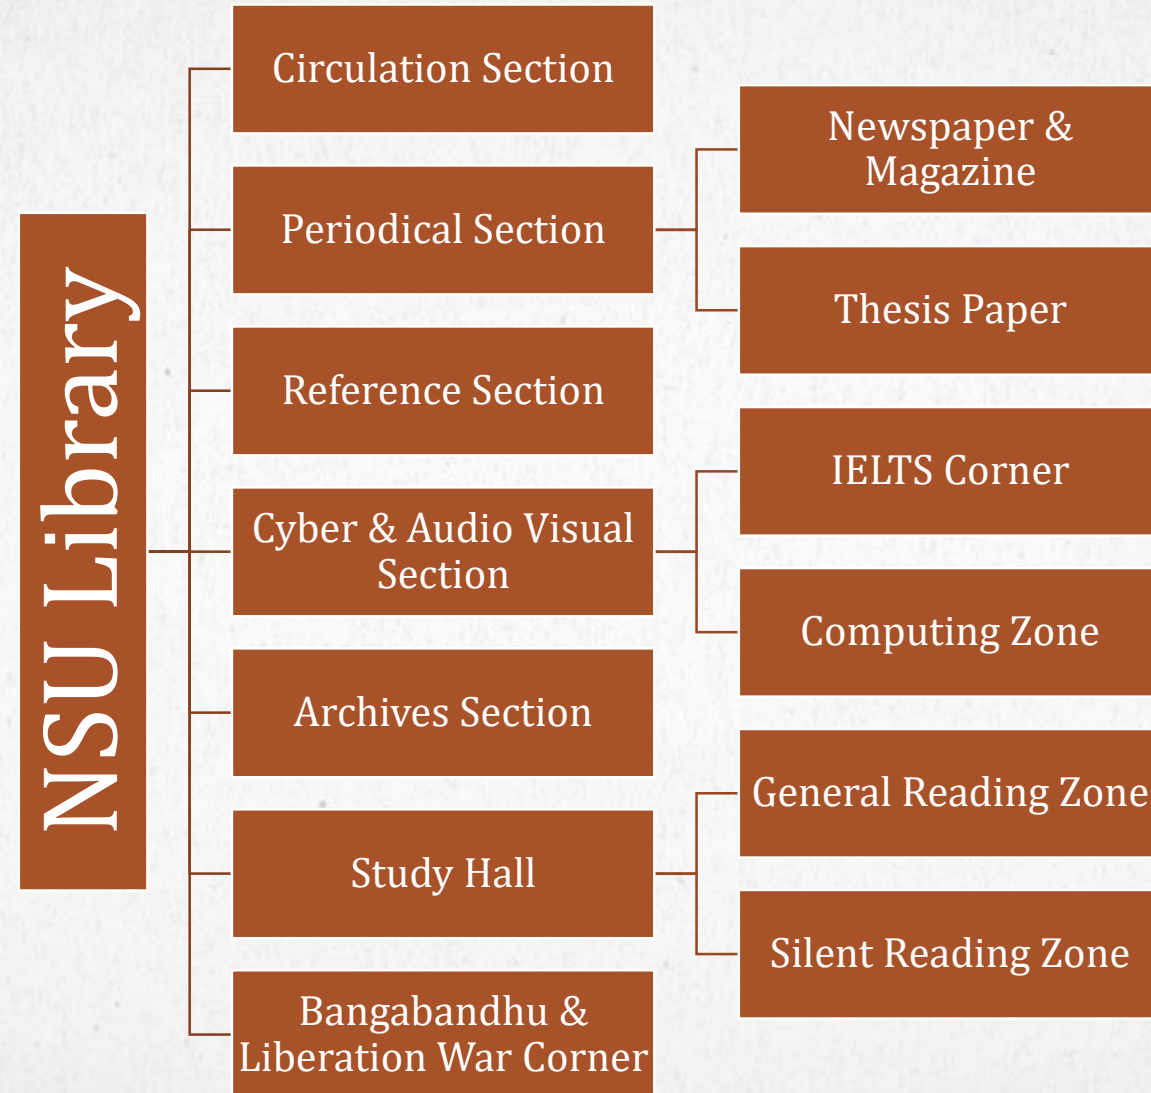 NSU Library
Circulation Section
Periodical Section
Newspaper &
Magazine
Thesis Paper
Reference Section
Cyber & Audio Visual
Section
IELTS Corner
Computing Zone
Archives Section
Study Hall
General Reading Zone
Silent Reading Zone
Bangabandhu &
Liberation War Corner